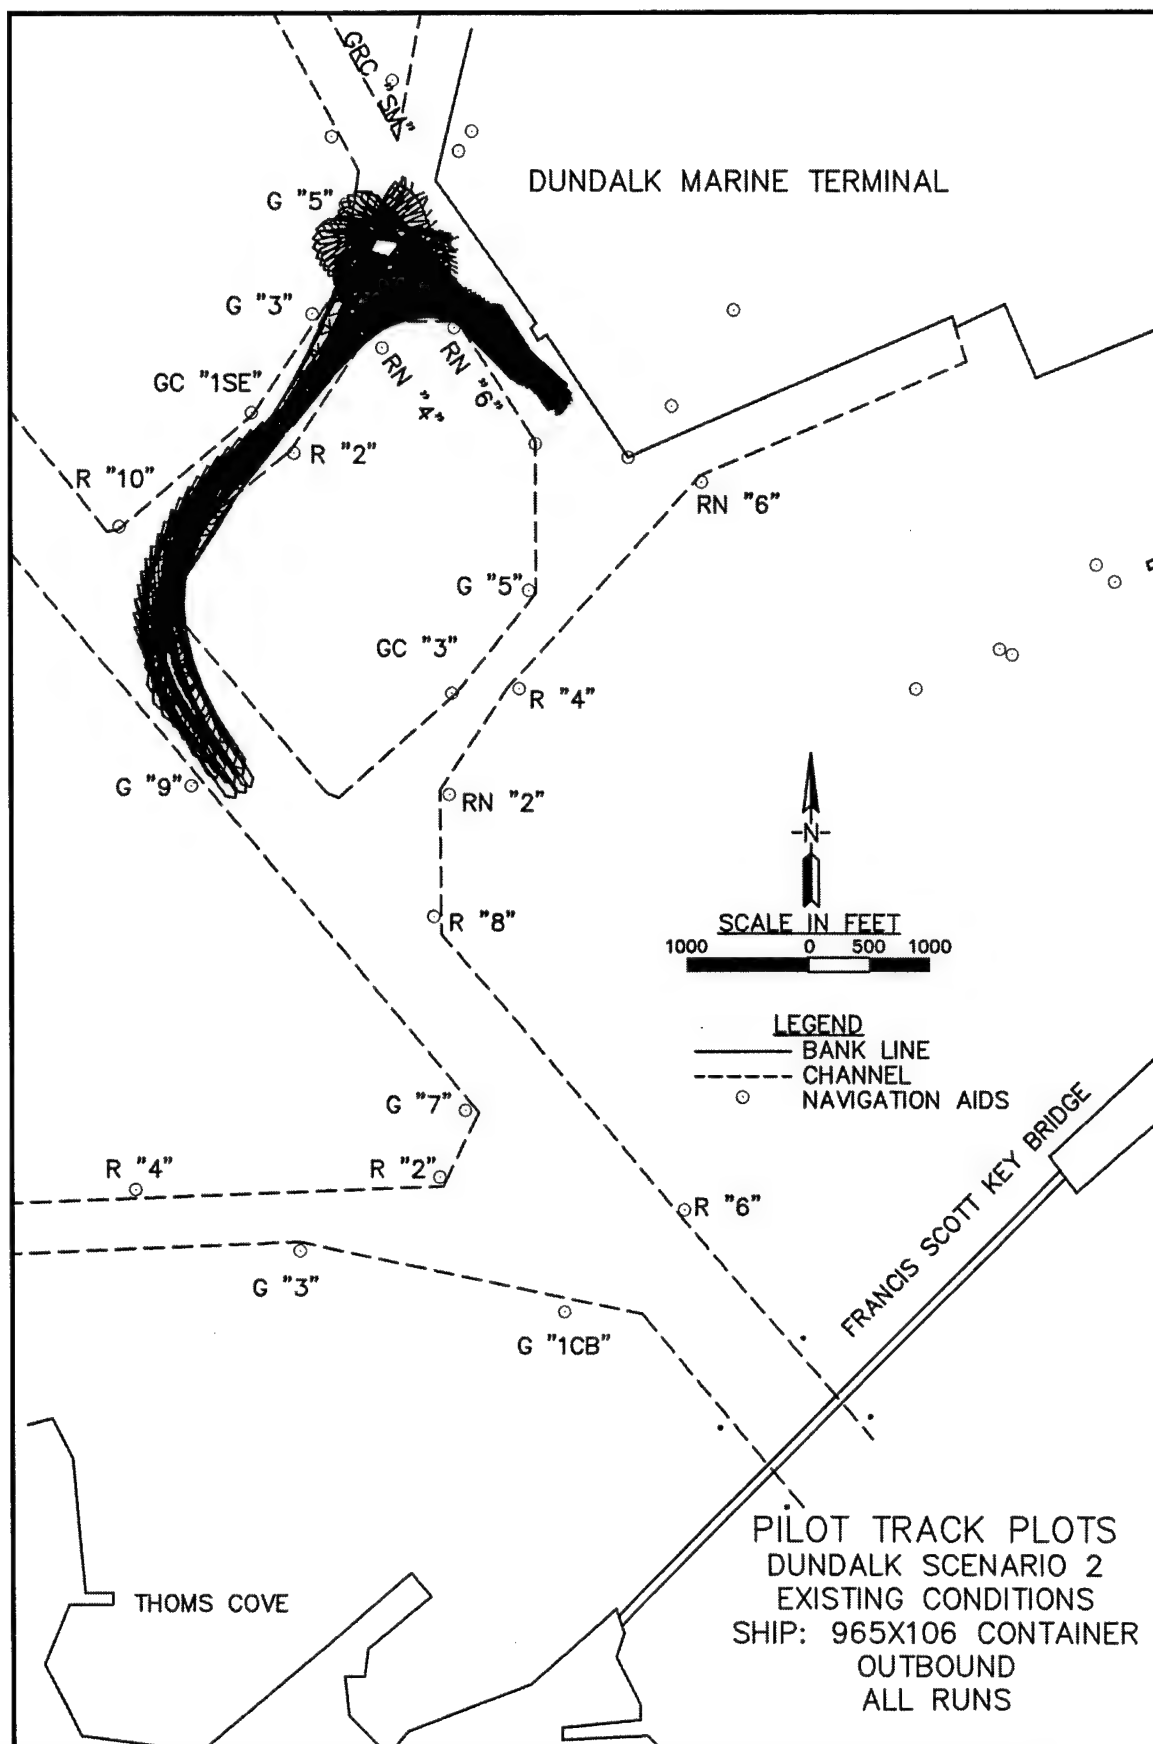 GRC "SM"
DUNDALK MARINE TERMINAL
G "5"
G "3"
RN "4"
RN "6"
GC "1SE"
R "2"
R "10"
RN "6"
G "5"
GC "3"
R "4"
G "9"
RN "2"
-N-
R "8"
SCALE IN FEET
1000 0 500 1000
LEGEND
BANK LINE
CHANNEL
NAVIGATION AIDS
G "7"
R "4"
R "2"
R "6"
FRANCIS SCOTT KEY BRIDGE
G "3"
G "1CB"
THOMS COVE
PILOT TRACK PLOTS
DUNDALK SCENARIO 2
EXISTING CONDITIONS
SHIP: 965X106 CONTAINER
OUTBOUND
ALL RUNS